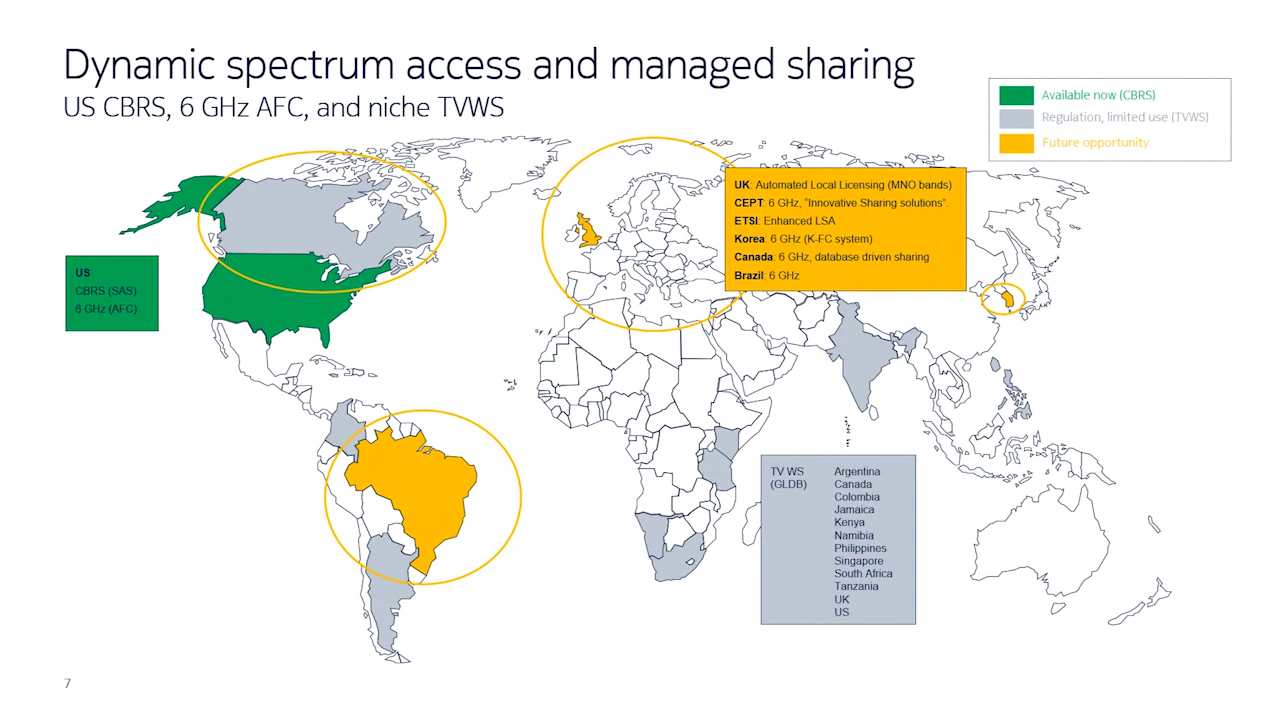 Dynamic spectrum access and managed sharing
US CBRS, 6 GHz AFC, and niche TVWS
Available now (CBRS)
Regulation, limited use (TVWS)
Future opportunity
UK: Automated Local Licensing (MNO bands)
CEPT: 6 GHz, "Innovative Sharing solutions".
ETSI: Enhanced LSA
Korea: 6 GHz (K-FC system)
Canada: 6 GHz, database driven sharing
Brazil: 6 GHz
US
CBRS (SAS)
6 GHz (AFC)
TV WS
(GLDB)
Argentina
Canada
Colombia
Jamaica
Kenya
Namibia
Philippines
Singapore
South Africa
Tanzania
UK
US
7